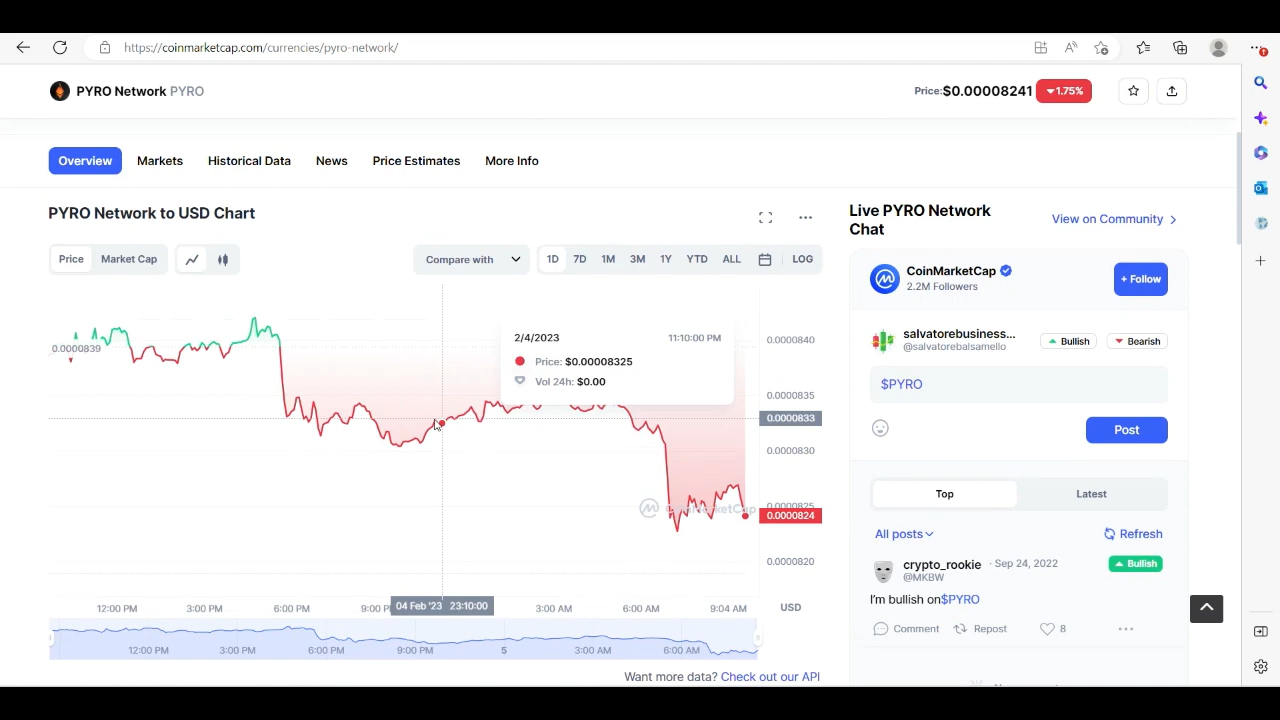 https://coinmarketcap.com/currencies/pyro-network/
PYRO Network PYRO
Price:$0.00008241 1.75%
Overview Markets Historical Data News Price Estimates More Info
PYRO Network to USD Chart
Price Market Cap
Compare with 1D 7D 1M 3M 1Y YTD ALL LOG
0.0000839
2/4/2023 11:10:00 PM
Price: $0.00008325
Vol 24h: $0.00
0.0000840
0.0000835
0.0000833
0.0000830
0.0000825
0.0000824
0.0000820
CoinMarketCap
12:00 PM 3:00 PM 6:00 PM 9:00 P 04 Feb '23 23:10:00 3:00 AM 6:00 AM 9:04 AM USD
12:00 PM 3:00 PM 6:00 PM 9:00 PM 5 3:00 AM 6:00 AM
Want more data? Check out our API
Live PYRO Network
Chat
View on Community
CoinMarketCap
2.2M Followers
+ Follow
salvatorebusiness...
@salvatorebalsamello
Bullish Bearish
$PYRO
Post
Top Latest
All posts Refresh
crypto_rookie · Sep 24, 2022 Bullish
@MKBW
I'm bullish on$PYRO
Comment Repost 8